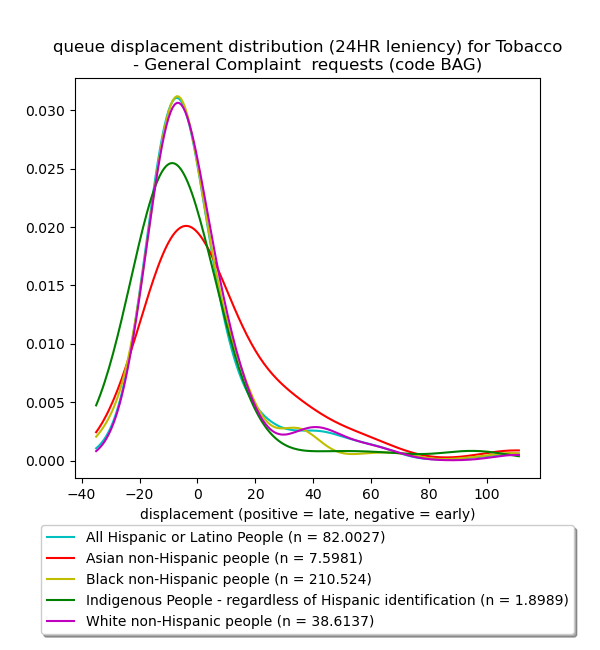 queue displacement distribution (24HR leniency) for Tobacco
- General Complaint  requests (code BAG)
0.030
0.025
0.020
0.015
0.010
0.005
0.000
−40 −20 0 20 40 60 80 100
displacement (positive = late, negative = early)
All Hispanic or Latino People (n = 82.0027)
Asian non-Hispanic people (n = 7.5981)
Black non-Hispanic people (n = 210.524)
Indigenous People - regardless of Hispanic identification (n = 1.8989)
White non-Hispanic people (n = 38.6137)